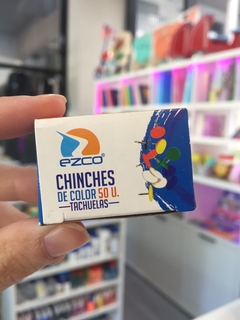 ezco
CHINCHES
DE COLOR 50 U.
TACHUELAS